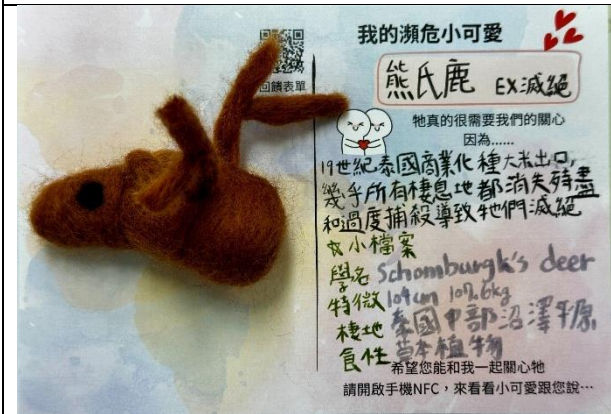 我的瀕危小可愛
回饋表單
熊氏鹿 EX滅絕
牠真的很需要我們的關心
因為......
19世紀泰國商業化種大米出口,
幾乎所有棲息地都消失殆盡
和過度捕殺導致牠們滅絕
小檔案
學名 Schomburgk's deer
特徵 104cm 107.6kg
棲地 泰國中部沼澤平原
食性 草本植物
希望您能和我一起關心牠
請開啟手機NFC，來看看小可愛跟您說…